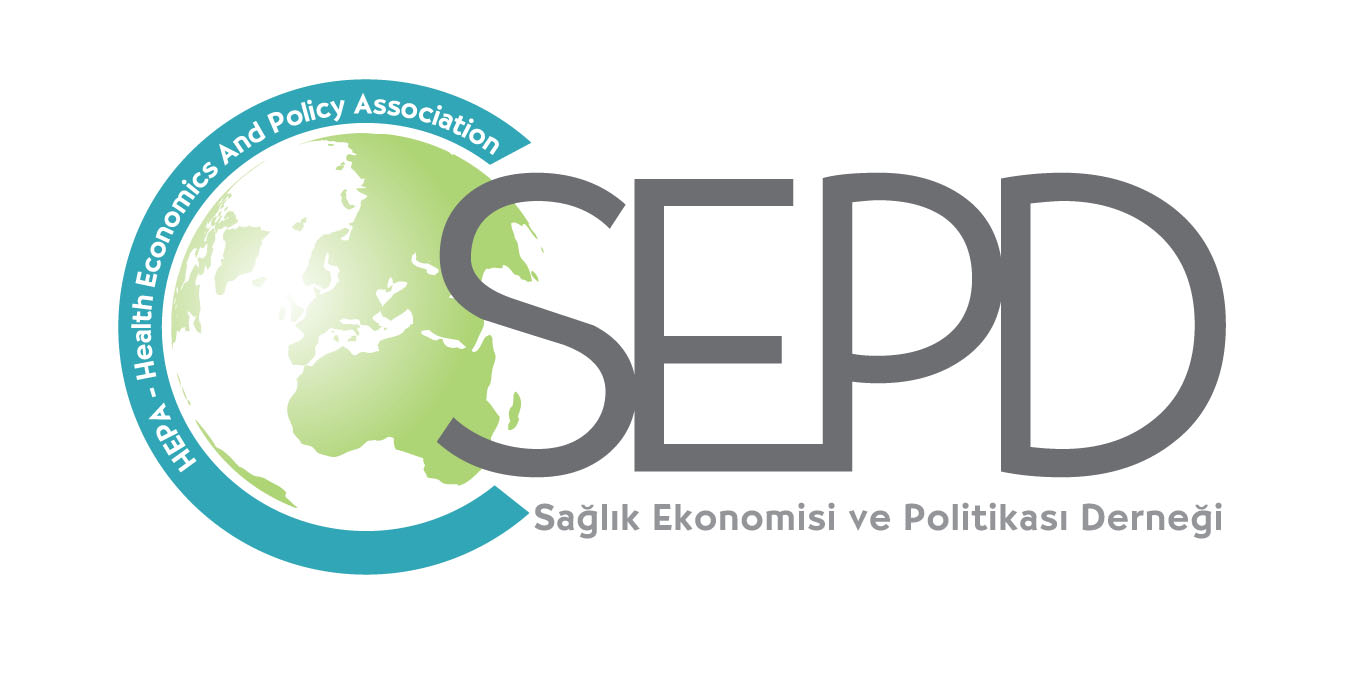 HEPA - Health Economics And Policy Association
SEPD
Sağlık Ekonomisi ve Politikası Derneği